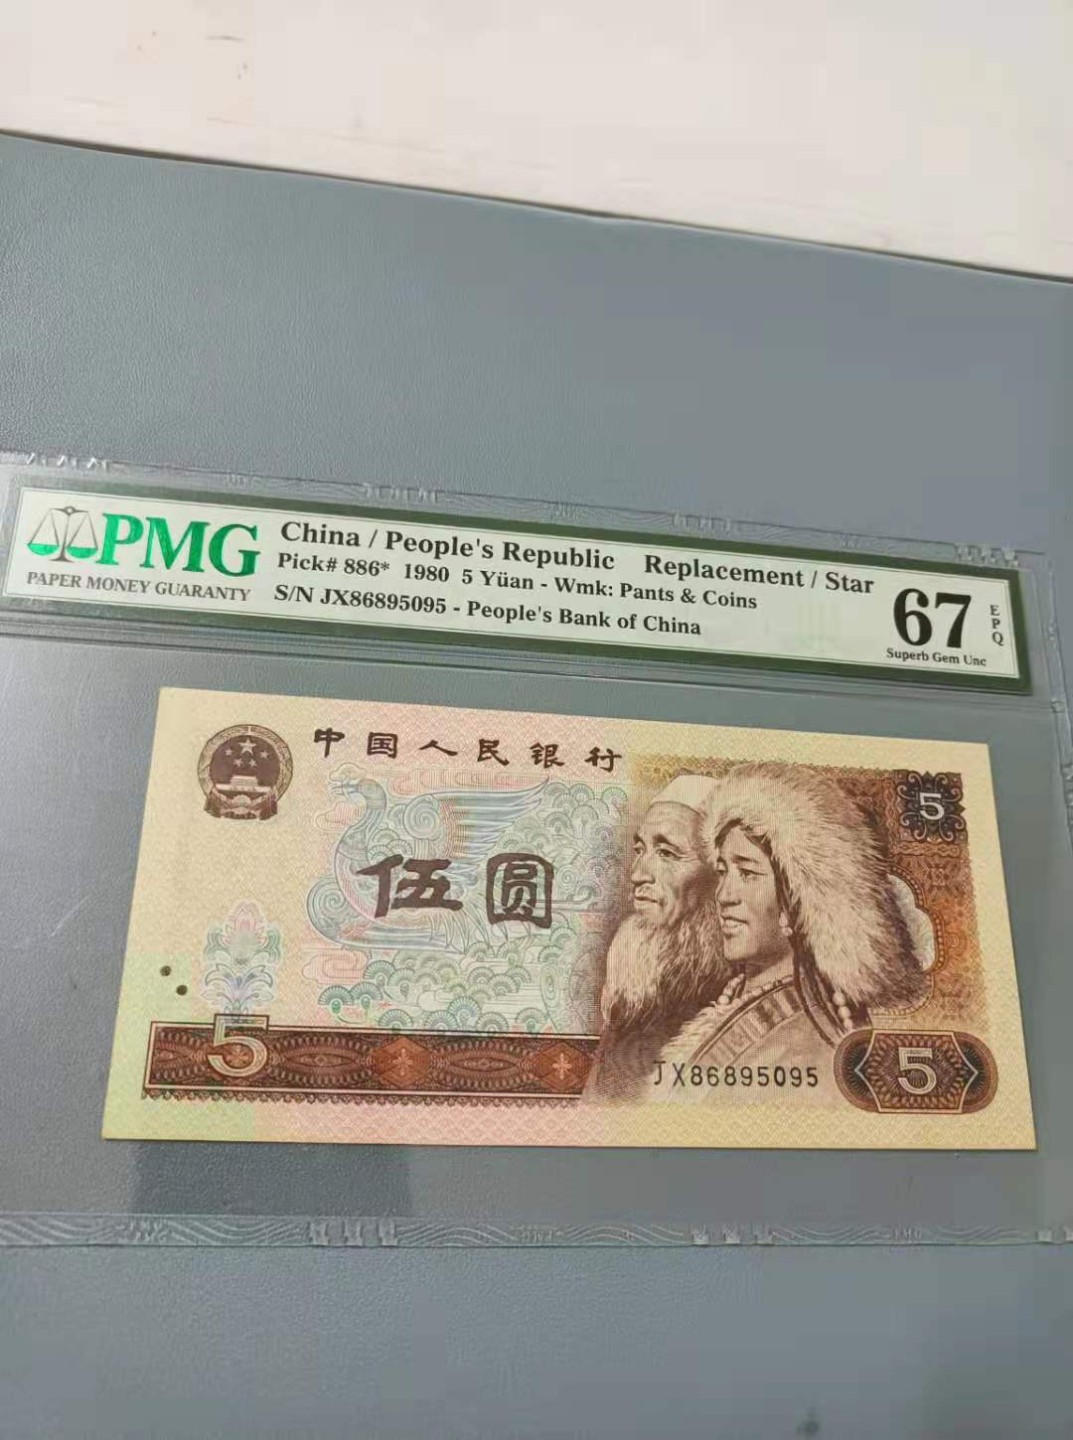 PMG
PAPER MONEY GUARANTY
China / People's Republic Replacement / Star
Pick# 886* 1980 5 Yüan - Wmk: Pants & Coins
S/N JX86895095 - People's Bank of China
67
EPQ
Superb Gem Unc
中国人民银行
5
伍圆
5
JX86895095
5